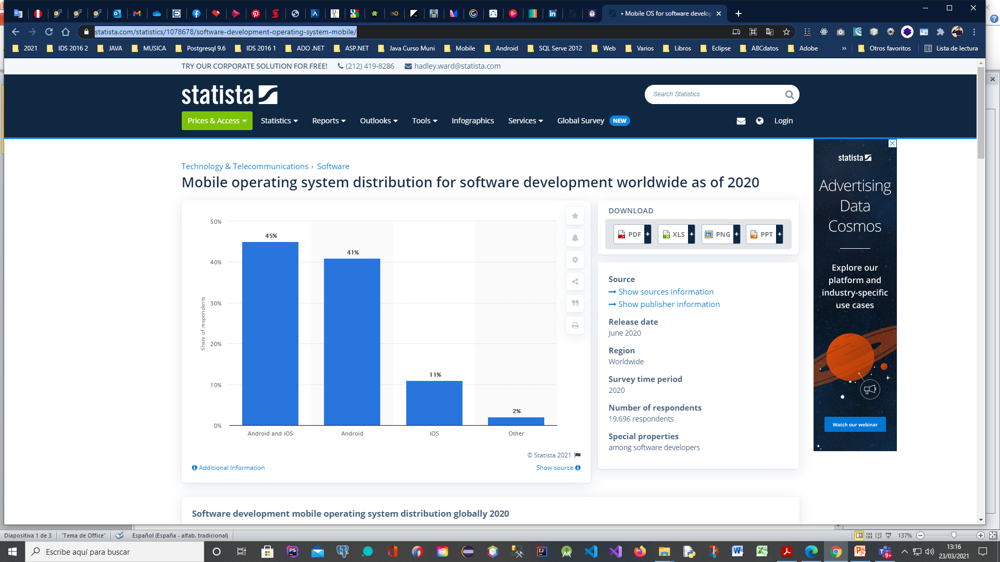 Mobile OS for software develop
statista.com/statistics/1078678/software-development-operating-system-mobile/
2021
IDS 2016 2
JAVA
MUSICA
Postgresql 9.6
IDS 2016 1
ADO .NET
ASP.NET
Java Curso Muni
Mobile
Android
SQL Serve 2012
Web
Varios
Libros
Eclipse
ABCdatos
Adobe
»
Otros favoritos
Lista de lectura
TRY OUR CORPORATE SOLUTION FOR FREE!
(212) 419-8286
hadley.ward@statista.com
statista
Search Statistics
Prices & Access
Statistics
Reports
Outlooks
Tools
Infographics
Services
Global Survey
NEW
Login
Technology & Telecommunications › Software
Mobile operating system distribution for software development worldwide as of 2020
50%
40%
30%
20%
10%
0%
Share of respondents
45%
41%
11%
2%
Android and iOS
Android
iOS
Other
© Statista 2021
Additional Information
Show source
DOWNLOAD
PDF +
XLS +
PNG +
PPT +
Source
Show sources information
Show publisher information
Release date
June 2020
Region
Worldwide
Survey time period
2020
Number of respondents
19,696 respondents
Special properties
among software developers
statista
Advertising
Data
Cosmos
Explore our
platform and
industry-specific
use cases
Watch our webinar
Software development mobile operating system distribution globally 2020
Diapositiva 1 de 3
"Tema de Office"
Español (España - alfab. tradicional)
137%
Escribe aquí para buscar
13:16
23/03/2021